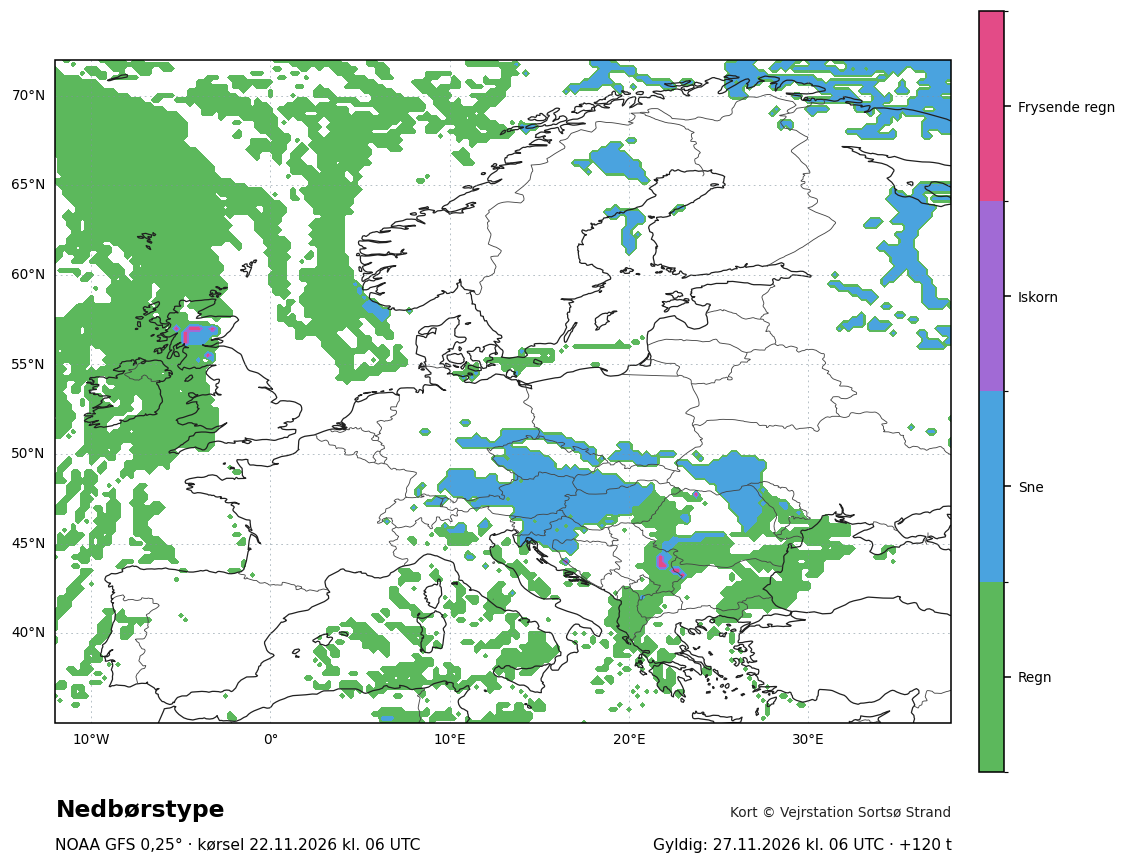 Frysende regn
Iskorn
Sne
Regn
70°N
65°N
60°N
55°N
50°N
45°N
40°N
10°W 0° 10°E 20°E 30°E
Nedbørstype
Kort © Vejrstation Sortsø Strand
NOAA GFS 0,25° · kørsel 22.11.2026 kl. 06 UTC
Gyldig: 27.11.2026 kl. 06 UTC · +120 t